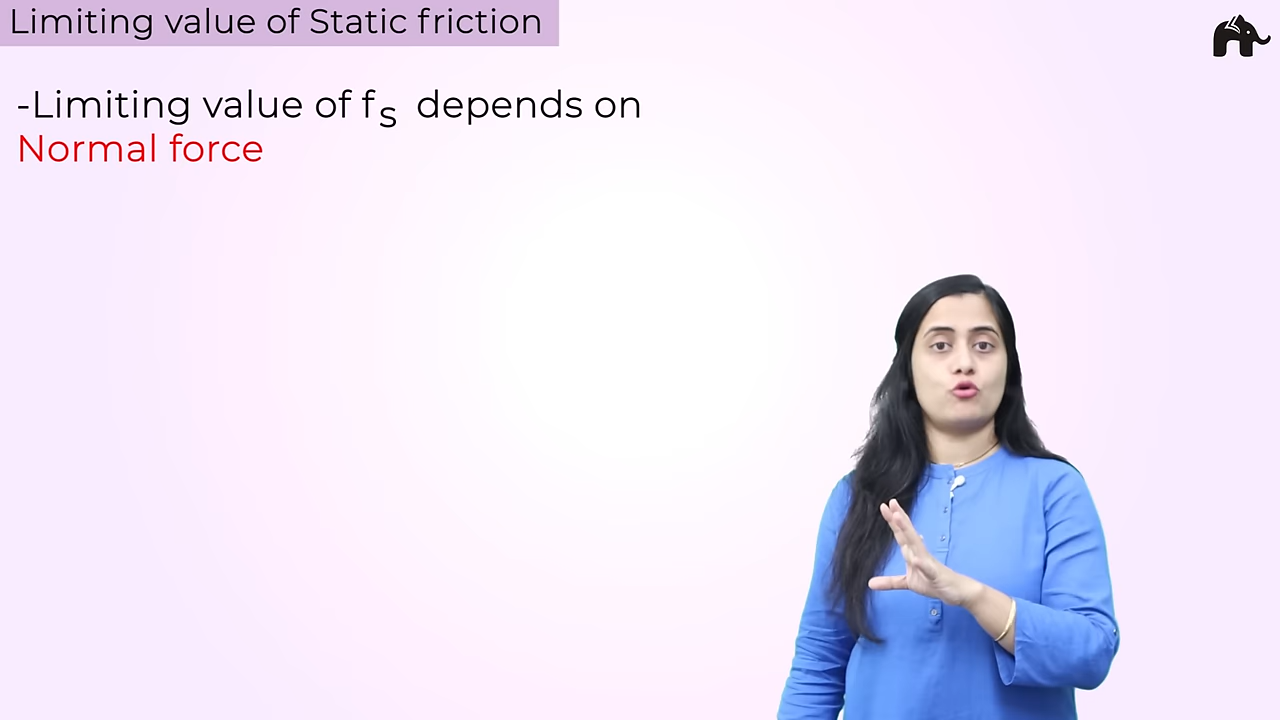 Limiting value of Static friction
-Limiting value of fs depends on
Normal force